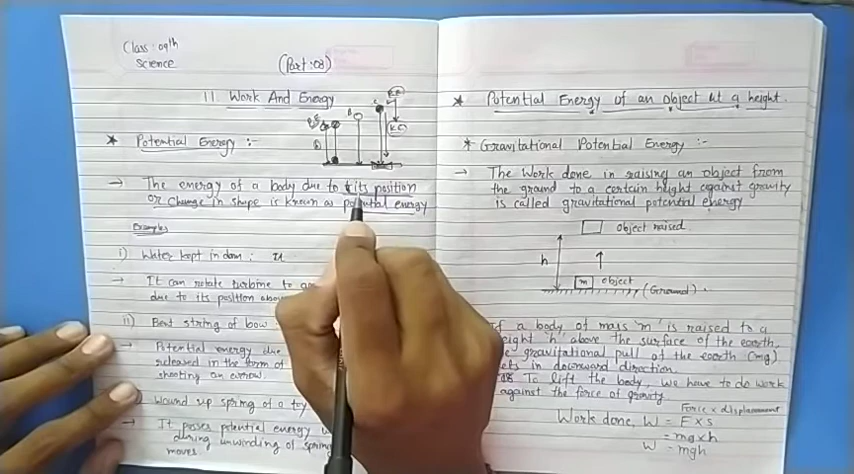 Class: 09th
Science
(Part: 08)
11. Work And Energy
* Potential Energy :-
→ The energy of a body due to its position
or change in shape is known as potential energy
Examples
i) Water kept in dam :
→ It can rotate turbine to
due to its position above
ii) Bent string of bow
→ Potential energy due
released in the form of
shooting an arrow.
Wound up spring of a toy
→ It posses potential energy
during unwinding of spring
moves.
* Potential Energy of an object at a height.
* Gravitational Potential Energy :-
→ The Work done in raising an object from
the ground to a certain height against gravity
is called gravitational potential energy
object raised.
h
m object
(Ground)
If a body of mass 'm' is raised to a
height 'h' above the surface of the earth,
the gravitational pull of the earth (mg)
acts in downward direction.
To lift the body, we have to do work
against the force of gravity.
Force × displacement
Work done, W = F × s
= mg × h
W = mgh